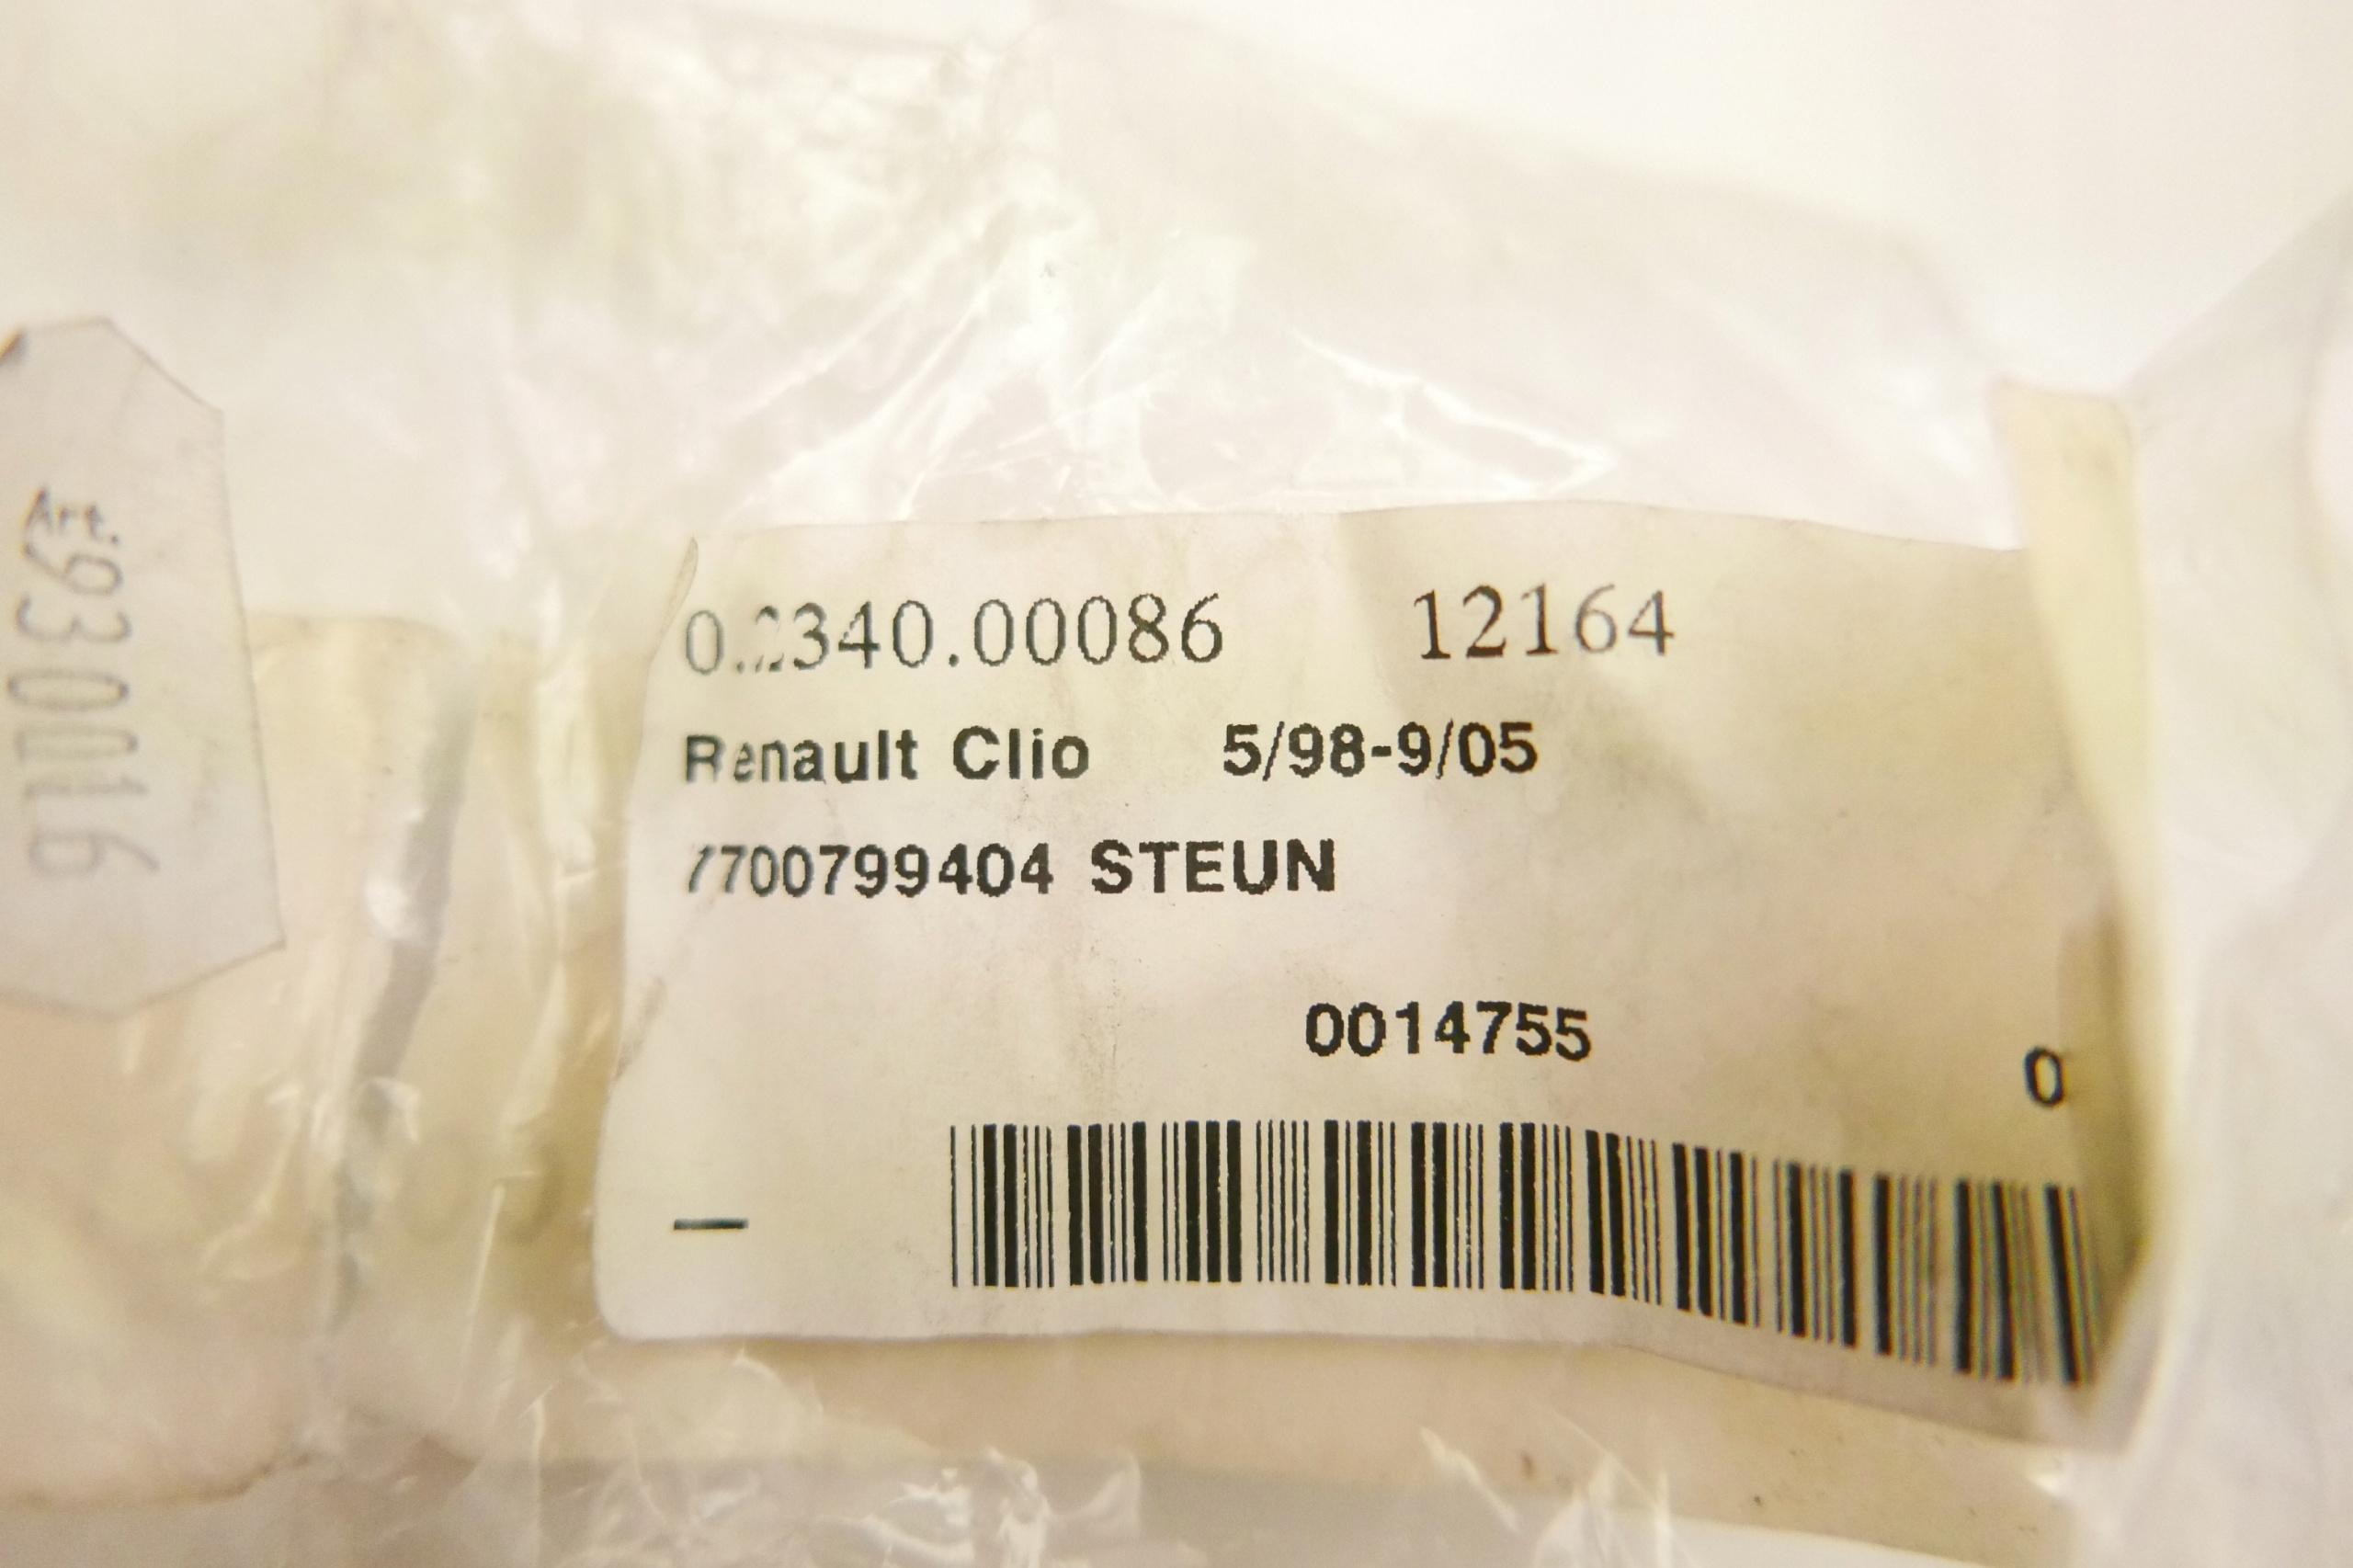 Art.
930016
0.2340.00086 12164
Renault Clio 5/98-9/05
7700799404 STEUN
0014755
0